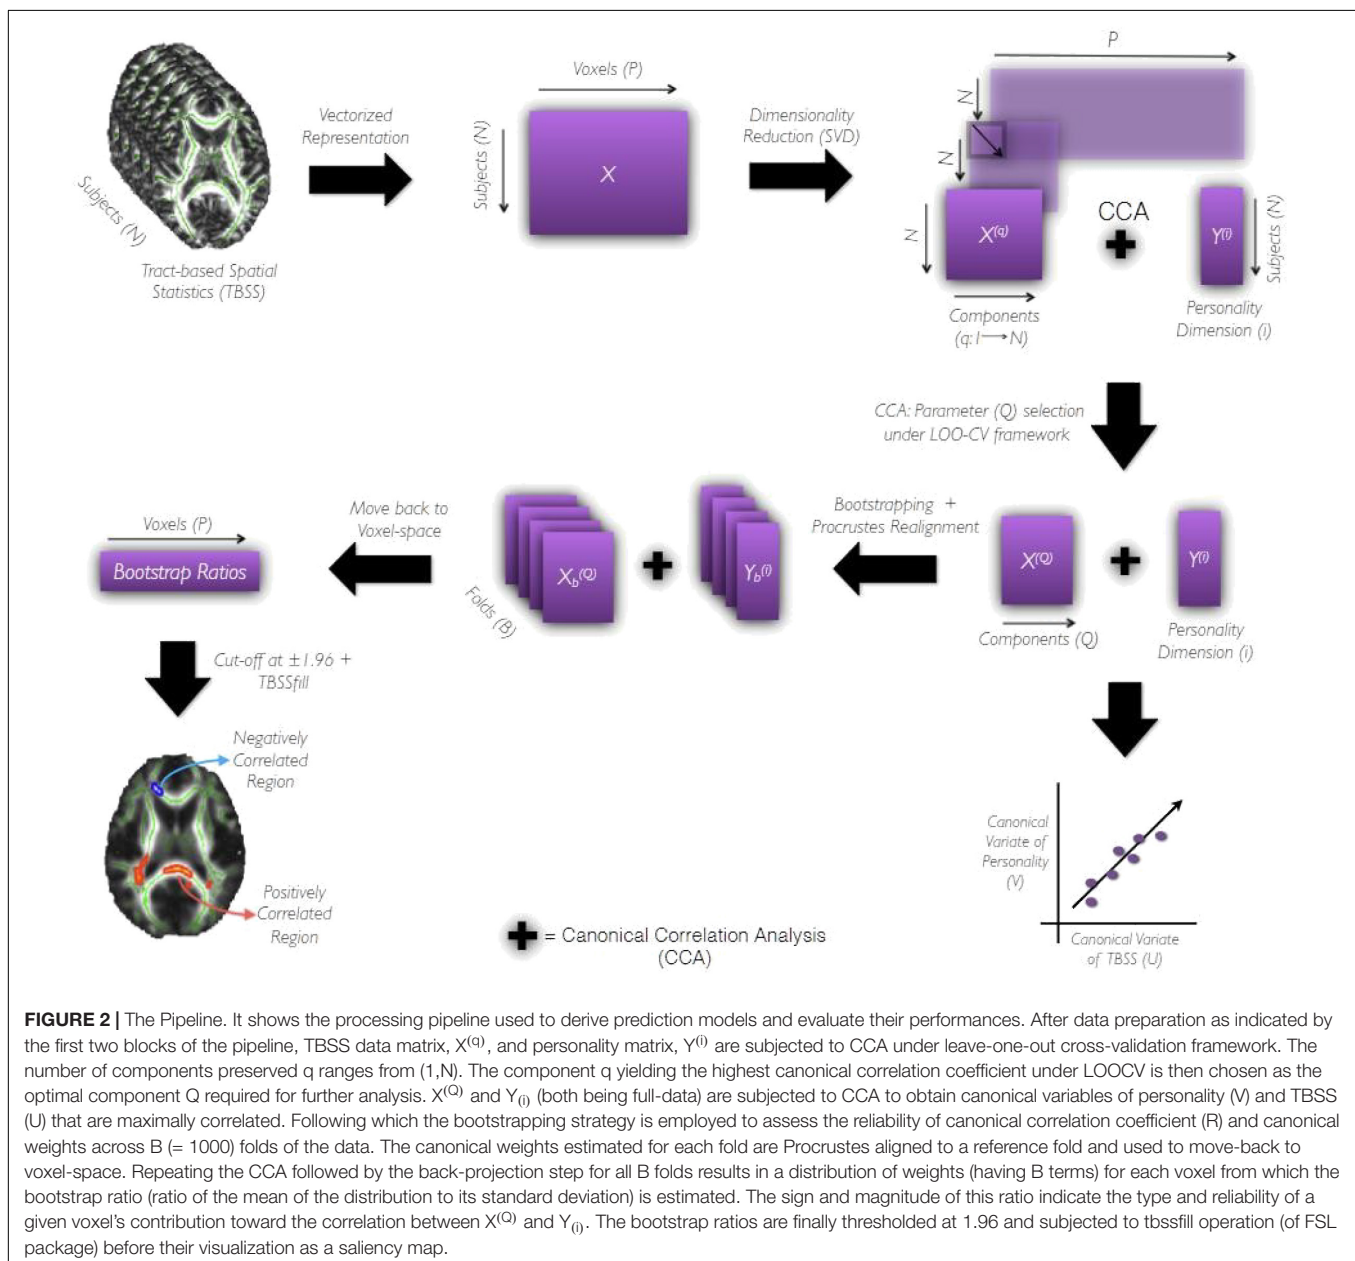 Subjects (N)
Tract-based Spatial
Statistics (TBSS)
Vectorized
Representation
Voxels (P)
Subjects (N)
X
Dimensionality
Reduction (SVD)
P
N
N
N
X(q)
Components
(q: 1→N)
CCA
Y(i)
Subjects (N)
Personality
Dimension (i)
CCA: Parameter (Q) selection
under LOO-CV framework
X(Q)
Components (Q)
Y(i)
Personality
Dimension (i)
Bootstrapping +
Procrustes Realignment
Xb(Q)
Folds (B)
Yb(i)
Move back to
Voxel-space
Voxels (P)
Bootstrap Ratios
Cut-off at ±1.96 +
TBSSfill
Negatively
Correlated
Region
Positively
Correlated
Region
Canonical
Variate of
Personality
(V)
Canonical Variate
of TBSS (U)
= Canonical Correlation Analysis
(CCA)
FIGURE 2 | The Pipeline. It shows the processing pipeline used to derive prediction models and evaluate their performances. After data preparation as indicated by
the first two blocks of the pipeline, TBSS data matrix, X(q), and personality matrix, Y(i) are subjected to CCA under leave-one-out cross-validation framework. The
number of components preserved q ranges from (1,N). The component q yielding the highest canonical correlation coefficient under LOOCV is then chosen as the
optimal component Q required for further analysis. X(Q) and Y(i) (both being full-data) are subjected to CCA to obtain canonical variables of personality (V) and TBSS
(U) that are maximally correlated. Following which the bootstrapping strategy is employed to assess the reliability of canonical correlation coefficient (R) and canonical
weights across B (= 1000) folds of the data. The canonical weights estimated for each fold are Procrustes aligned to a reference fold and used to move-back to
voxel-space. Repeating the CCA followed by the back-projection step for all B folds results in a distribution of weights (having B terms) for each voxel from which the
bootstrap ratio (ratio of the mean of the distribution to its standard deviation) is estimated. The sign and magnitude of this ratio indicate the type and reliability of a
given voxel's contribution toward the correlation between X(Q) and Y(i). The bootstrap ratios are finally thresholded at 1.96 and subjected to tbssfill operation (of FSL
package) before their visualization as a saliency map.